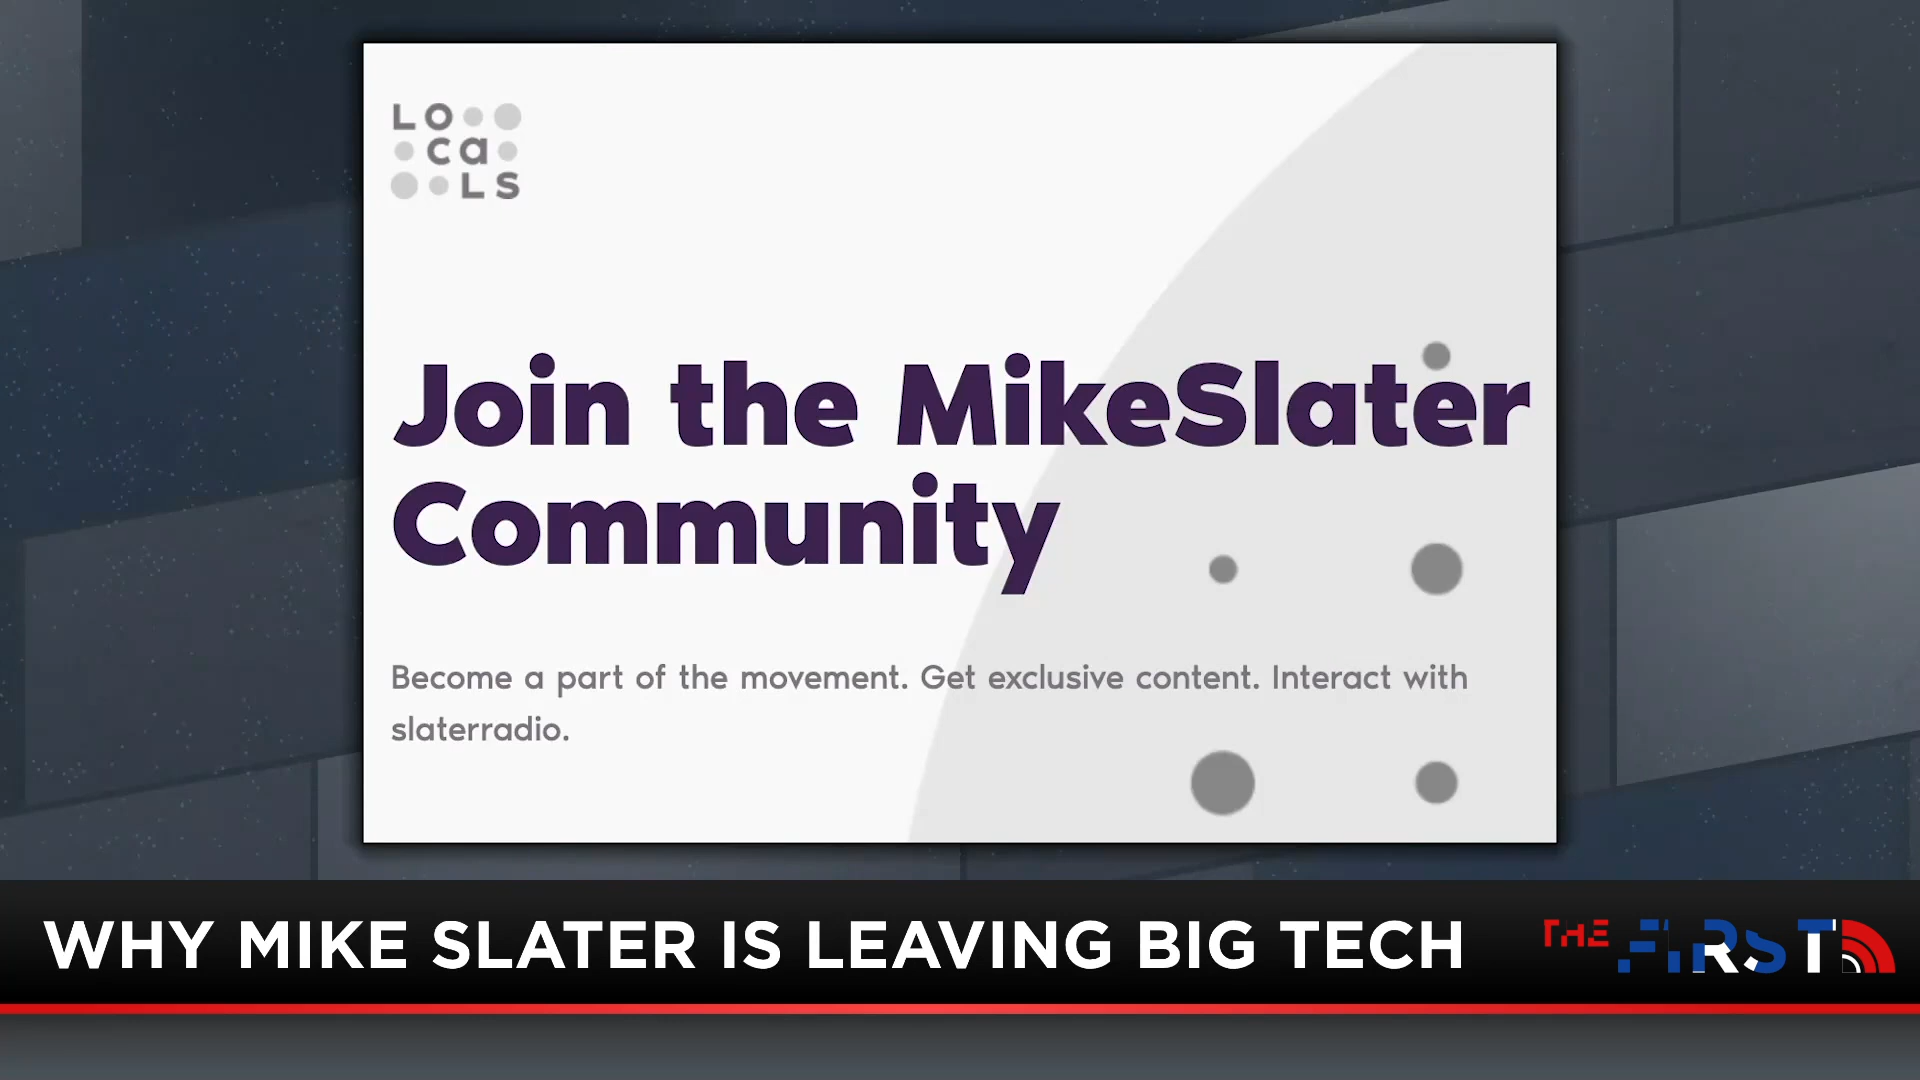 LO
ca
LS
Join the MikeSlater
Community
Become a part of the movement. Get exclusive content. Interact with
slaterradio.
WHY MIKE SLATER IS LEAVING BIG TECH
THE FIRST